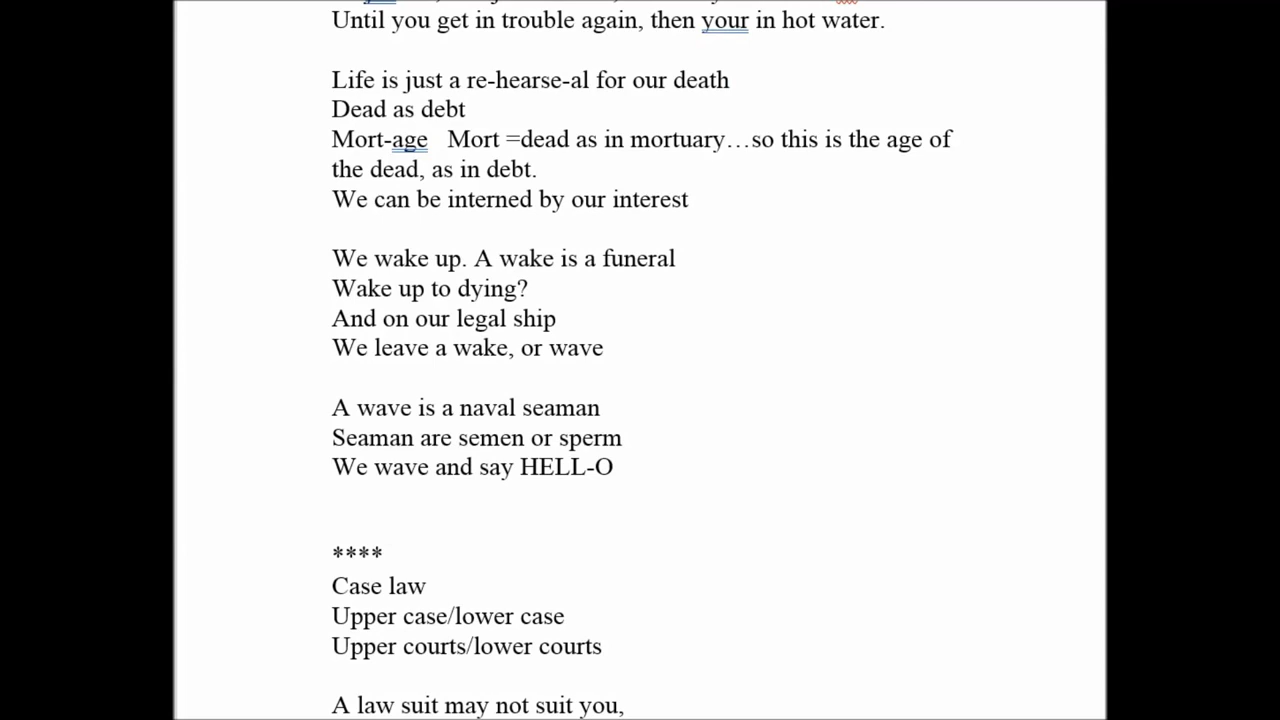 Until you get in trouble again, then your in hot water.
Life is just a re-hearse-al for our death
Dead as debt
Mort-age   Mort =dead as in mortuary…so this is the age of
the dead, as in debt.
We can be interned by our interest
We wake up. A wake is a funeral
Wake up to dying?
And on our legal ship
We leave a wake, or wave
A wave is a naval seaman
Seaman are semen or sperm
We wave and say HELL-O
****
Case law
Upper case/lower case
Upper courts/lower courts
A law suit may not suit you,